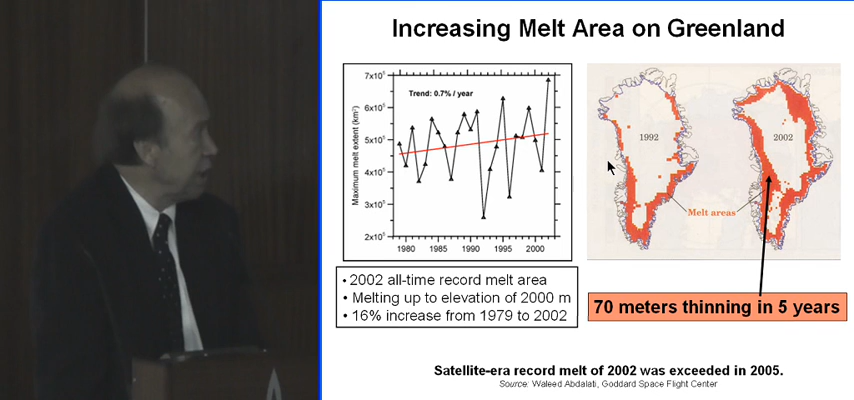 Increasing Melt Area on Greenland
7x10⁵
6x10⁵
5x10⁵
4x10⁵
3x10⁵
2x10⁵
Maximum melt extent (km²)
Trend: 0.7% / year
1980 1985 1990 1995 2000
1992
2002
Melt areas
• 2002 all-time record melt area
• Melting up to elevation of 2000 m
• 16% increase from 1979 to 2002
70 meters thinning in 5 years
Satellite-era record melt of 2002 was exceeded in 2005.
Source: Waleed Abdalati, Goddard Space Flight Center